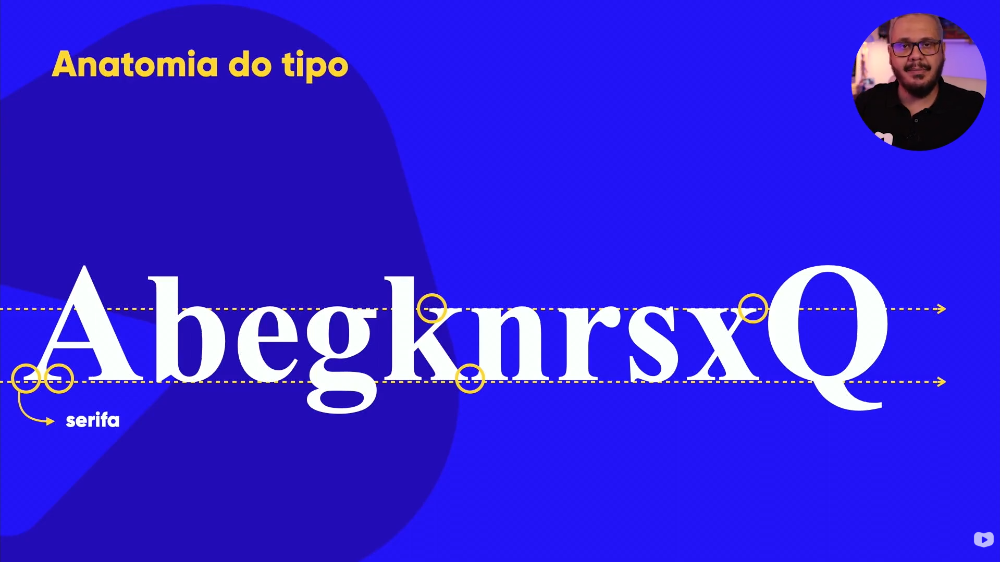 Anatomia do tipo
AbegknrsxQ
serifa